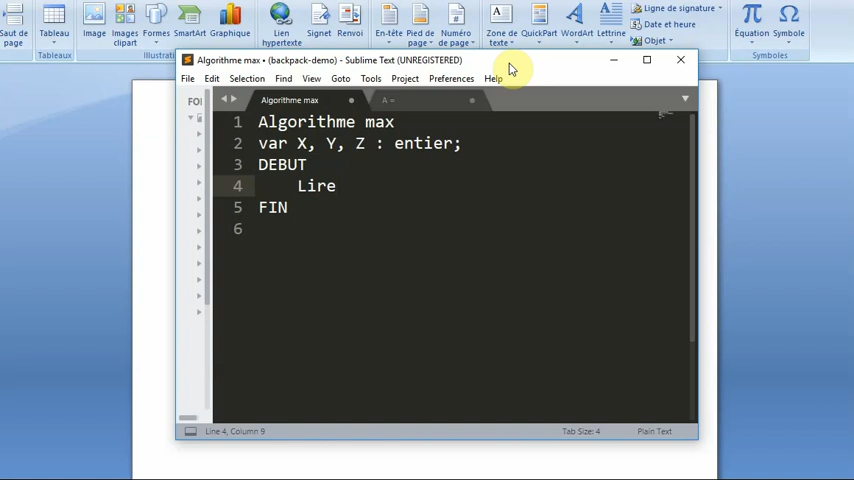 Saut de page
Tableau
Tableaux
Image
Images clipart
Formes
SmartArt
Graphique
Illustrati
Lien hypertexte
Signet
Renvoi
En-tête
Pied de page
Numéro de page
Zone de texte
QuickPart
WordArt
Lettrine
Ligne de signature
Date et heure
Objet
Équation
Symbole
Symboles
Algorithme max • (backpack-demo) - Sublime Text (UNREGISTERED)
File Edit Selection Find View Goto Tools Project Preferences Help
FOI
Algorithme max
A =
1 Algorithme max
2 var X, Y, Z : entier;
3 DEBUT
4 Lire
5 FIN
6
Line 4, Column 9
Tab Size: 4
Plain Text